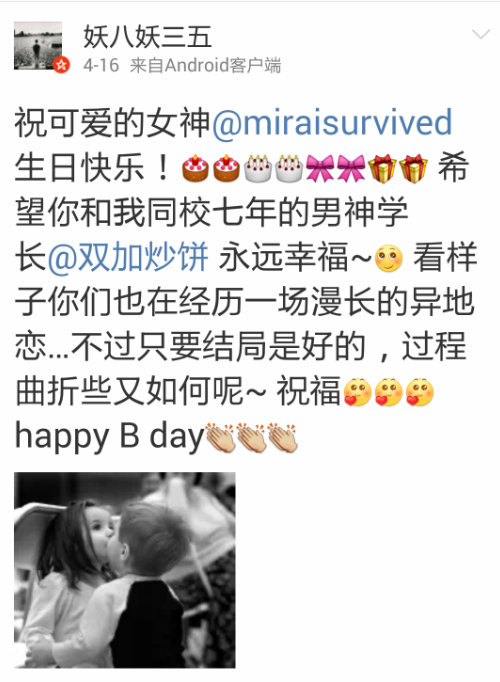 妖八妖三五
4-16 来自Android客户端
祝可爱的女神@miraisurvived
生日快乐！🎂🎂🎂🎂🎀🎀🎁🎁 希
望你和我同校七年的男神学
长@双加炒饼 永远幸福~😊 看样
子你们也在经历一场漫长的异地
恋...不过只要结局是好的，过程
曲折些又如何呢~ 祝福😘😘😘
happy B day👏👏👏